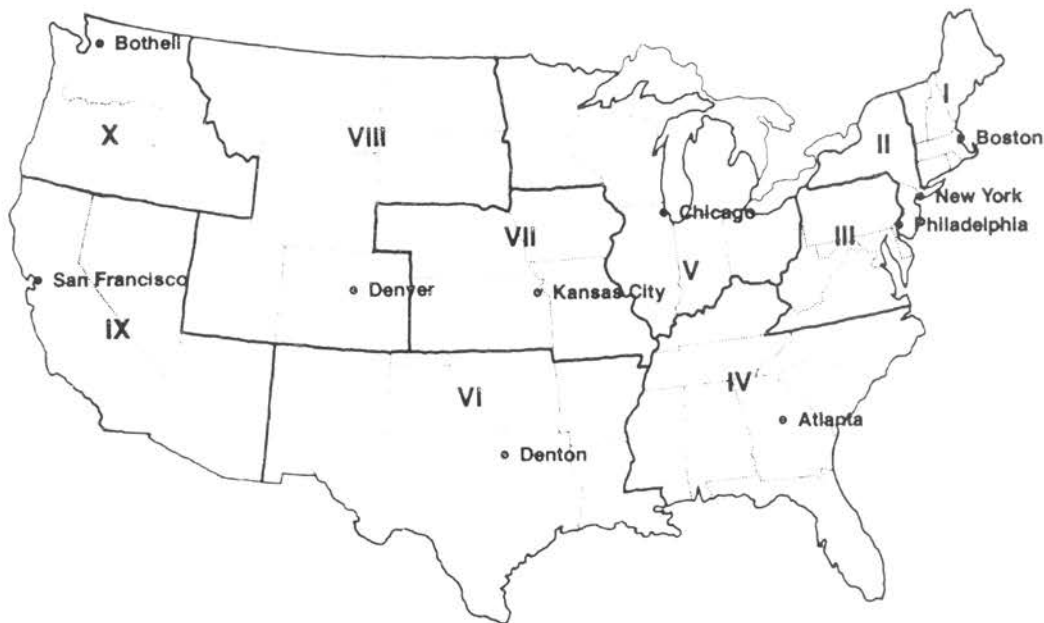 Bothell
I
X
VIII
II
Boston
New York
Chicago
VII
III
Philadelphia
V
San Francisco
Denver
Kansas City
iX
IV
VI
Atlanta
Denton